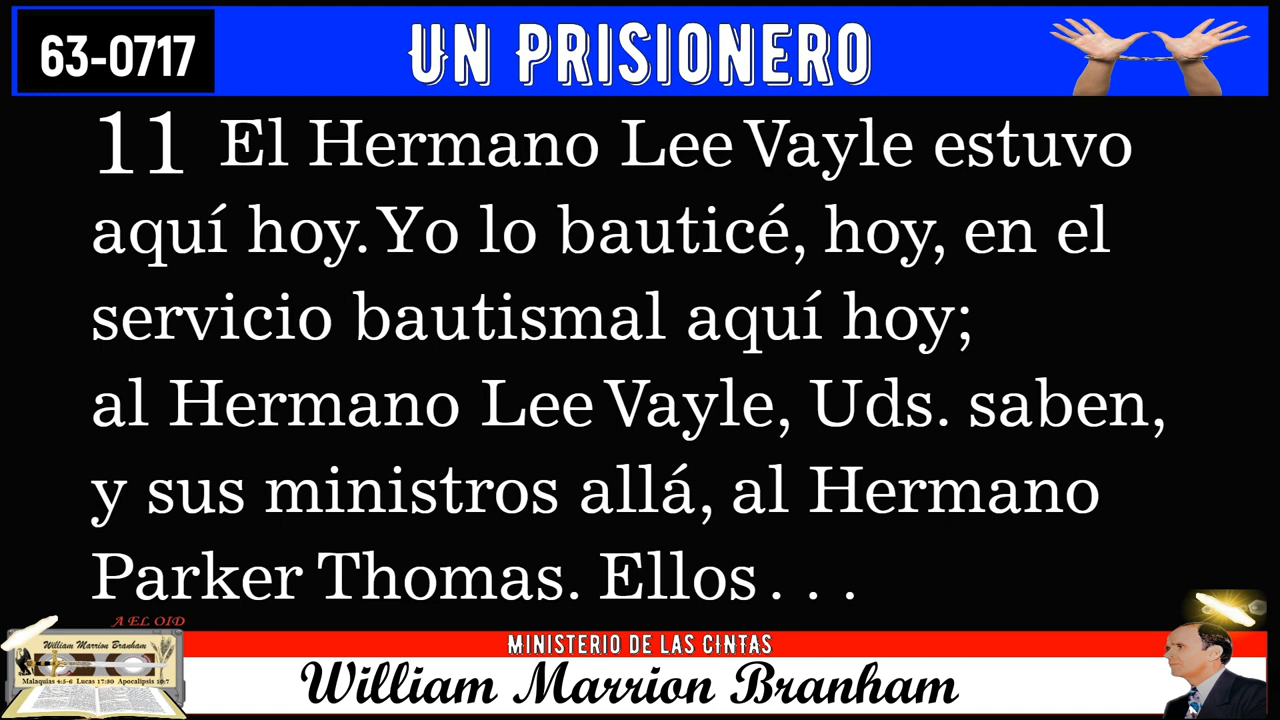 63-0717
UN PRISIONERO
11 El Hermano Lee Vayle estuvo
aquí hoy. Yo lo bauticé, hoy, en el
servicio bautismal aquí hoy;
al Hermano Lee Vayle, Uds. saben,
y sus ministros allá, al Hermano
Parker Thomas. Ellos . . .
A EL OID
William Marrion Branham
Malaquias 4:5-6 Lucas 17:30 Apocalipsis 10:7
MINISTERIO DE LAS CINTAS
William Marrion Branham